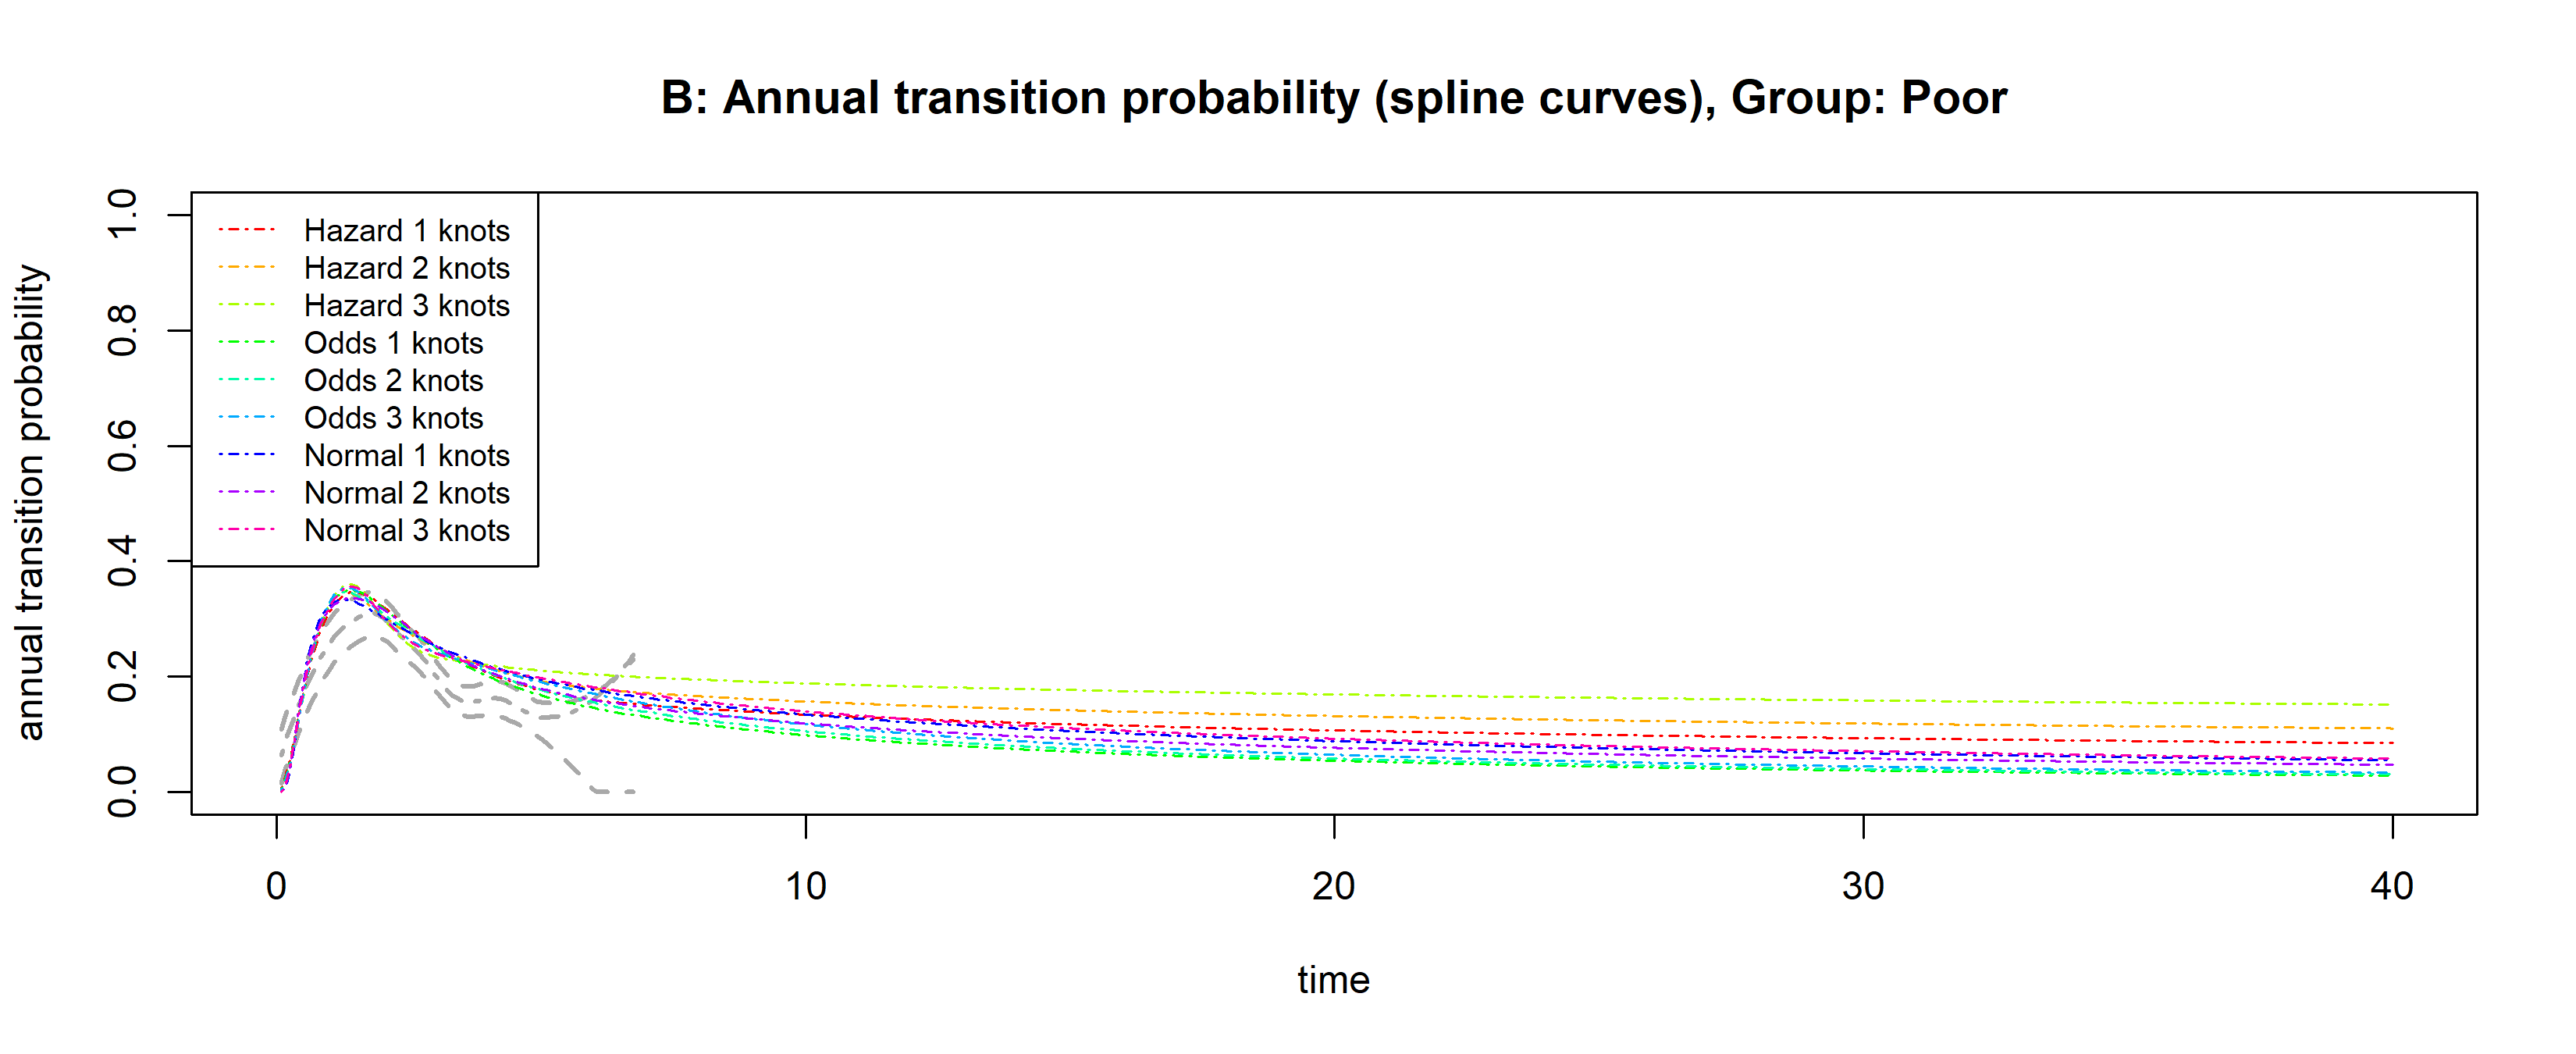 B: Annual transition probability (spline curves), Group: Poor
annual transition probability
1.0
0.8
0.6
0.4
0.2
0.0
Hazard 1 knots
Hazard 2 knots
Hazard 3 knots
Odds 1 knots
Odds 2 knots
Odds 3 knots
Normal 1 knots
Normal 2 knots
Normal 3 knots
0 10 20 30 40
time